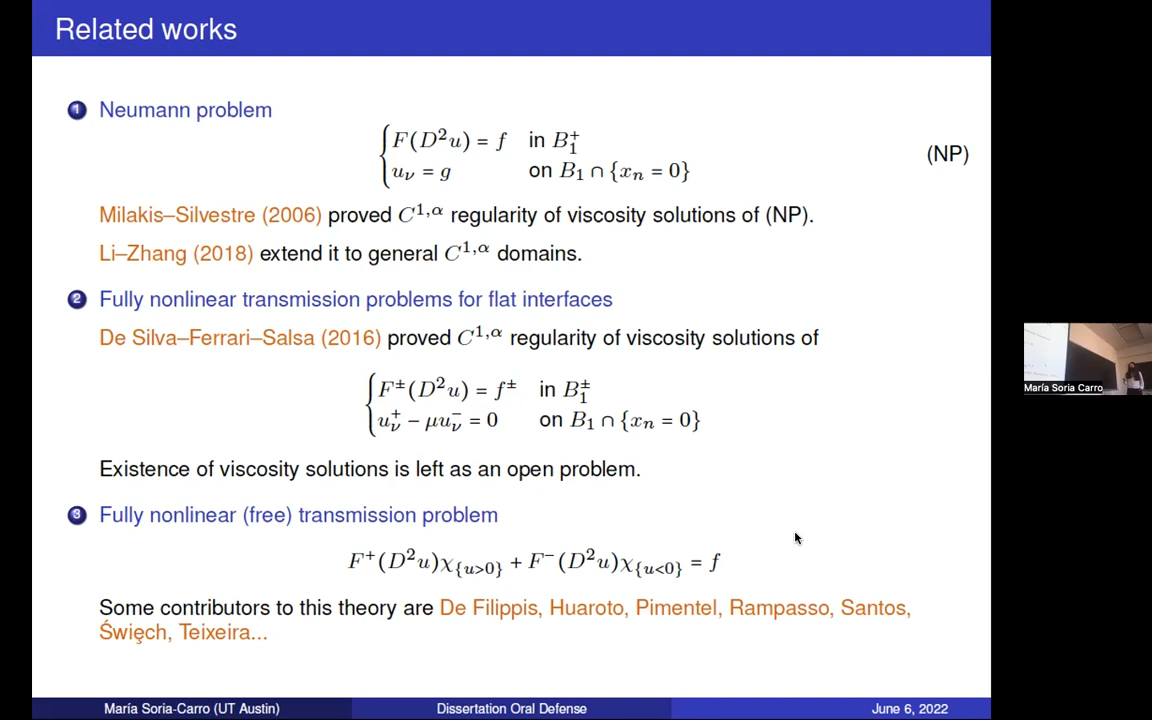 Related works
1 Neumann problem
F(D²u) = f in B₁⁺
u_ν = g on B₁ ∩ {xₙ = 0}
(NP)
Milakis–Silvestre (2006) proved C^{1,α} regularity of viscosity solutions of (NP).
Li–Zhang (2018) extend it to general C^{1,α} domains.
2 Fully nonlinear transmission problems for flat interfaces
De Silva–Ferrari–Salsa (2016) proved C^{1,α} regularity of viscosity solutions of
F^±(D²u) = f^± in B₁^±
u_ν^+ − μu_ν^- = 0 on B₁ ∩ {xₙ = 0}
Existence of viscosity solutions is left as an open problem.
3 Fully nonlinear (free) transmission problem
F⁺(D²u)χ_{{u>0}} + F⁻(D²u)χ_{{u<0}} = f
Some contributors to this theory are De Filippis, Huaroto, Pimentel, Rampasso, Santos,
Święch, Teixeira...
María Soria-Carro (UT Austin) Dissertation Oral Defense June 6, 2022
María Soria Carro